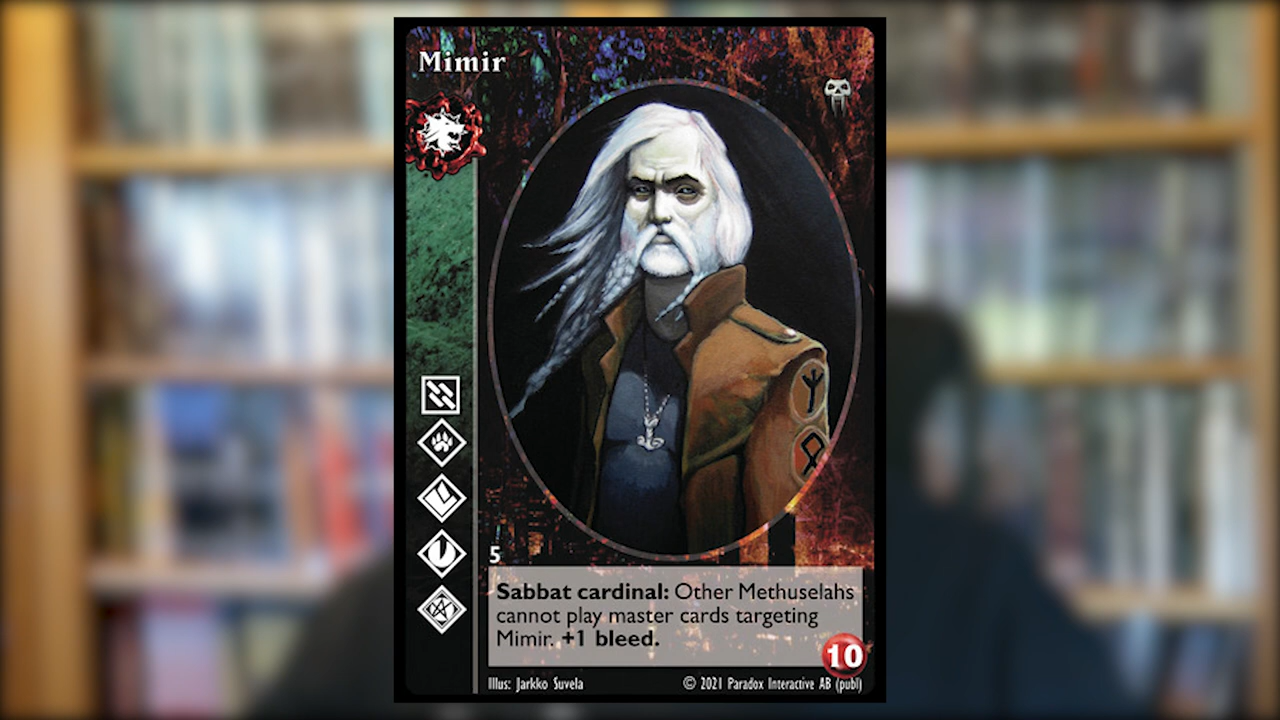 Mimir
5
Sabbat cardinal: Other Methuselahs
cannot play master cards targeting
Mimir. +1 bleed.
10
Illus: Jarkko Suvela
© 2021 Paradox Interactive AB (publ)